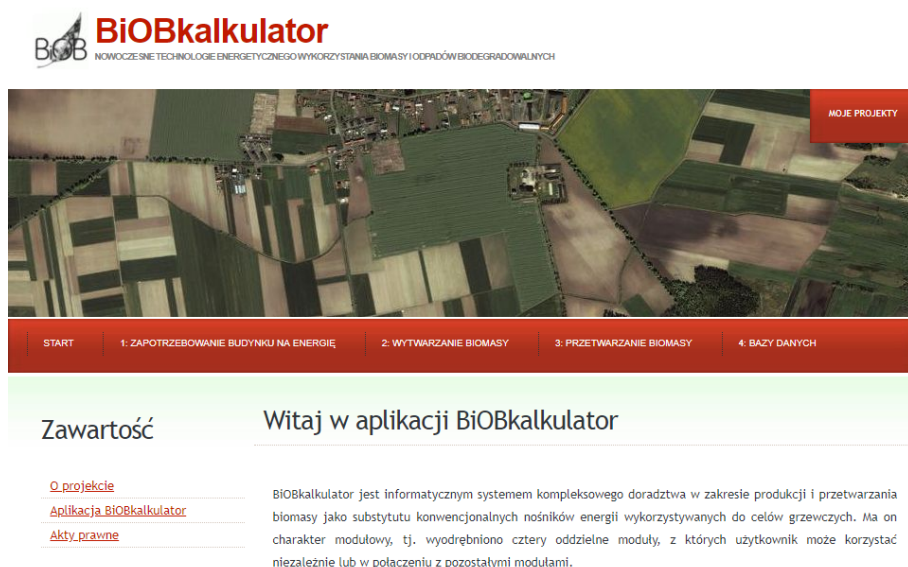 BiOB
BiOBkalkulator
NOWOCZESNE TECHNOLOGIE ENERGETYCZNEGO WYKORZYSTANIA BIOMASY I ODPADÓW BIODEGRADOWALNYCH
MOJE PROJEKTY
START
1: ZAPOTRZEBOWANIE BUDYNKU NA ENERGIĘ
2: WYTWARZANIE BIOMASY
3: PRZETWARZANIE BIOMASY
4: BAZY DANYCH
Zawartość
O projekcie
Aplikacja BiOBkalkulator
Akty prawne
Witaj w aplikacji BiOBkalkulator
BiOBkalkulator jest informatycznym systemem kompleksowego doradztwa w zakresie produkcji i przetwarzania
biomasy jako substytutu konwencjonalnych nośników energii wykorzystywanych do celów grzewczych. Ma on
charakter modułowy, tj. wyodrębniono cztery oddzielne moduły, z których użytkownik może korzystać
niezależnie lub w połączeniu z pozostałymi modułami.